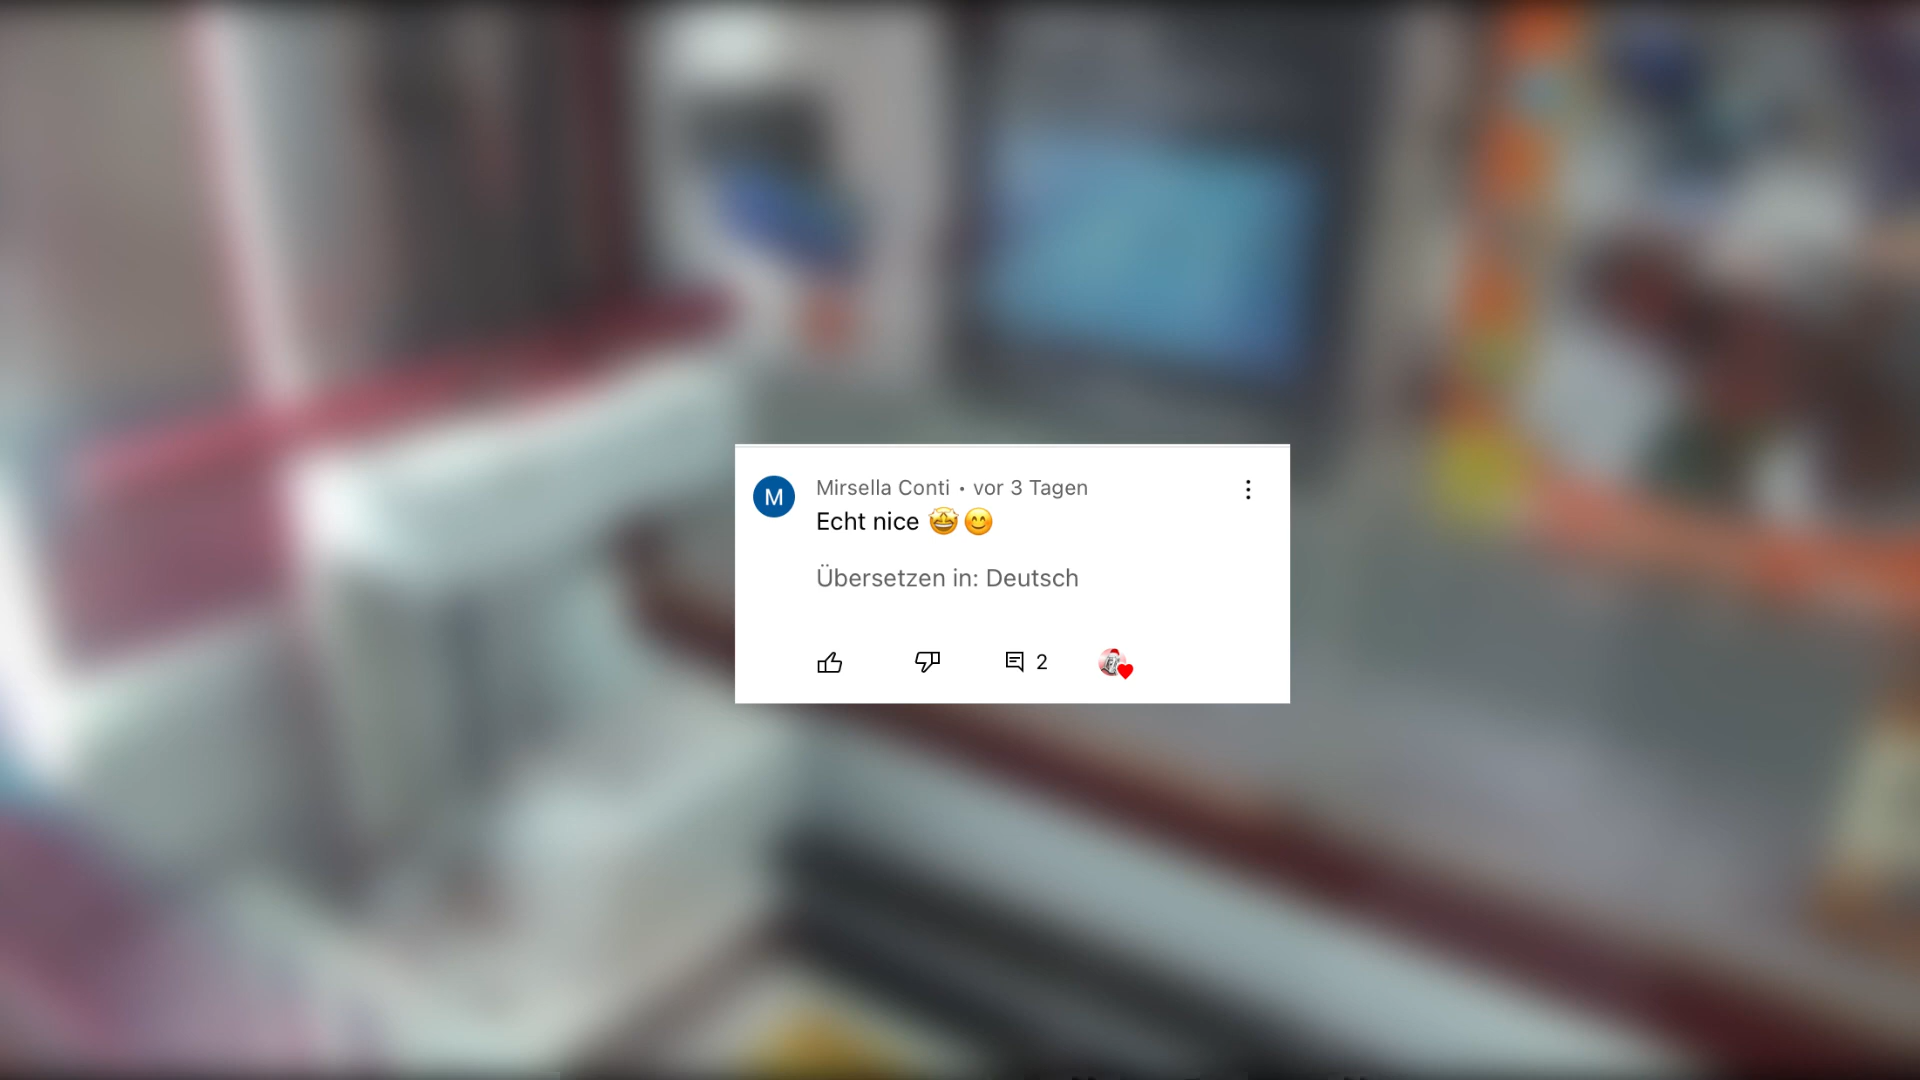 M
Mirsella Conti • vor 3 Tagen
Echt nice 🤩😊
Übersetzen in: Deutsch
2